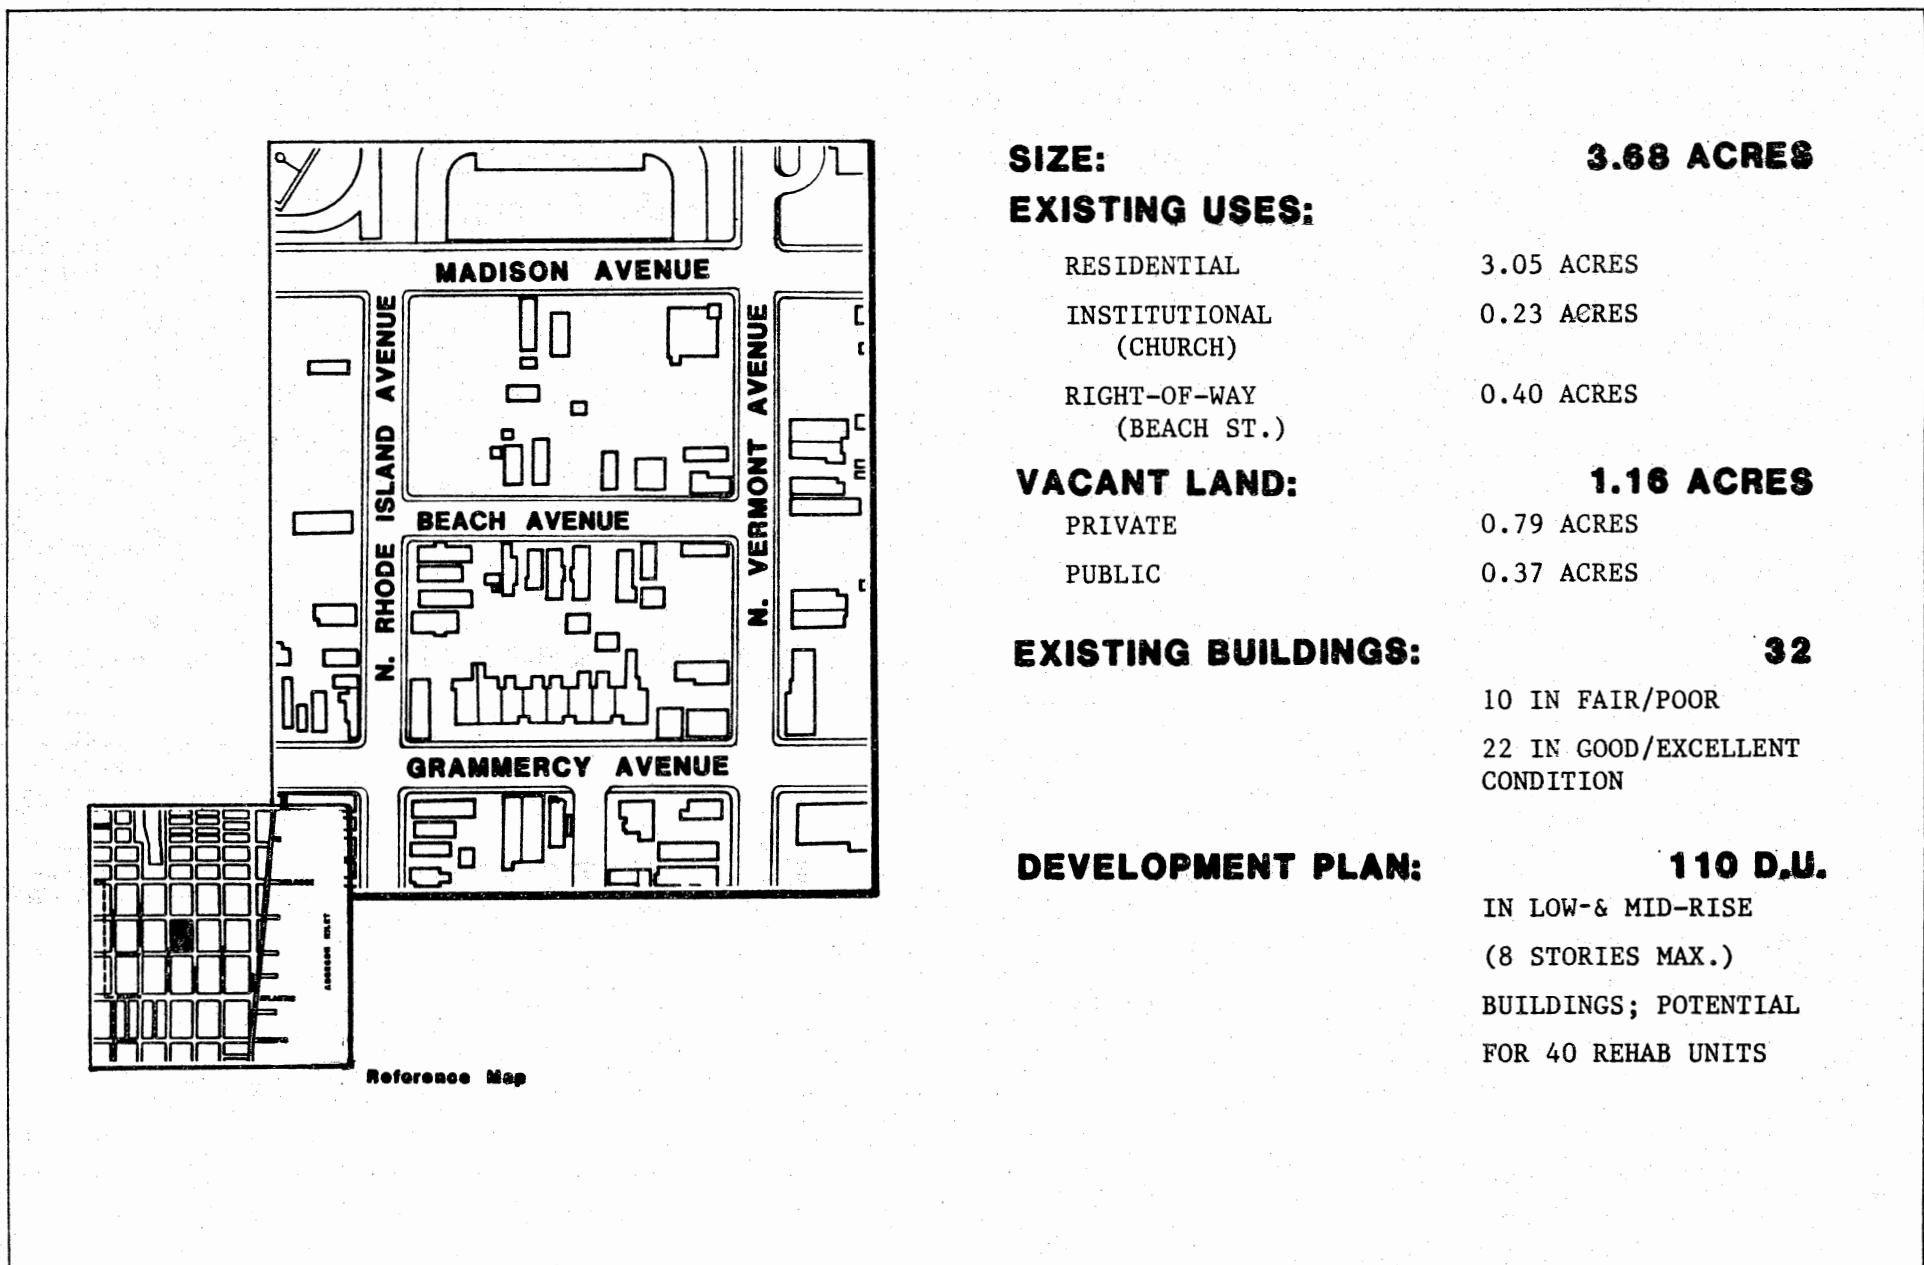 MADISON AVENUE
N. RHODE ISLAND AVENUE
N. VERMONT AVENUE
BEACH AVENUE
GRAMMERCY AVENUE
ABSECON INLET
Reference Map
SIZE: 3.68 ACRES
EXISTING USES:
RESIDENTIAL 3.05 ACRES
INSTITUTIONAL 0.23 ACRES
(CHURCH)
RIGHT-OF-WAY 0.40 ACRES
(BEACH ST.)
VACANT LAND: 1.16 ACRES
PRIVATE 0.79 ACRES
PUBLIC 0.37 ACRES
EXISTING BUILDINGS: 32
10 IN FAIR/POOR
22 IN GOOD/EXCELLENT
CONDITION
DEVELOPMENT PLAN: 110 D.U.
IN LOW-& MID-RISE
(8 STORIES MAX.)
BUILDINGS; POTENTIAL
FOR 40 REHAB UNITS